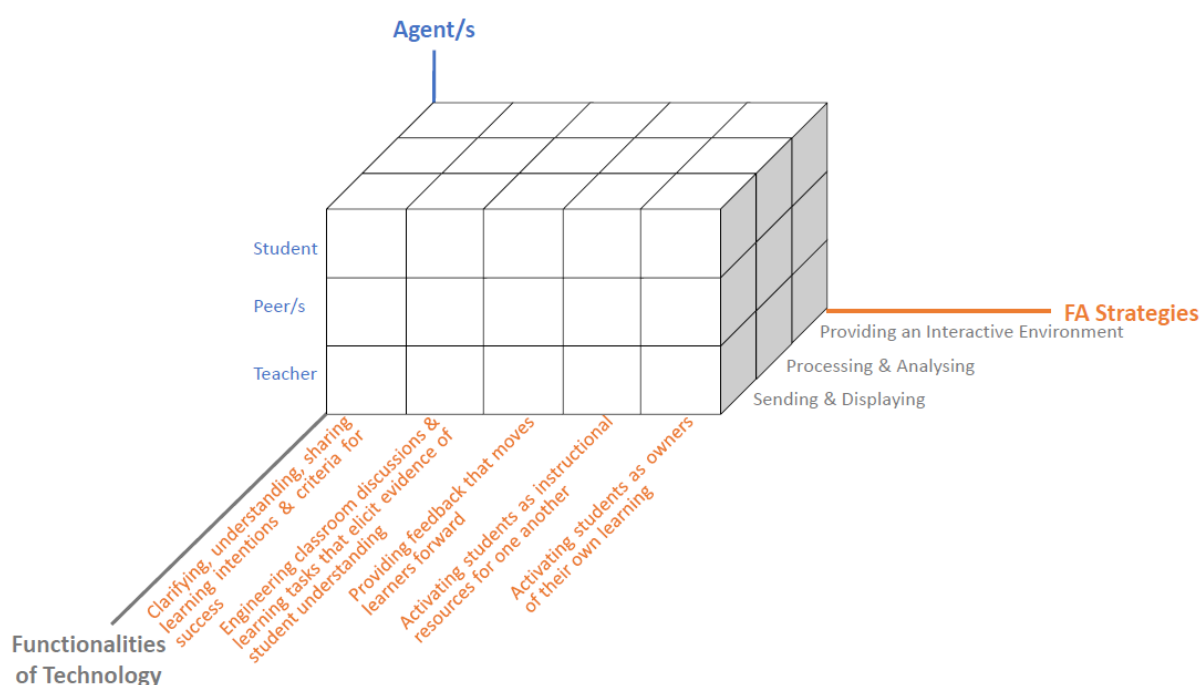 Agent/s
Student
Peer/s
Teacher
FA Strategies
Providing an Interactive Environment
Processing & Analysing
Sending & Displaying
Clarifying, understanding, sharing
learning intentions & criteria for
success
Engineering classroom discussions &
learning tasks that elicit evidence of
student understanding
Providing feedback that moves
learners forward
Activating students as instructional
resources for one another
Activating students as owners
of their own learning
Functionalities
of Technology